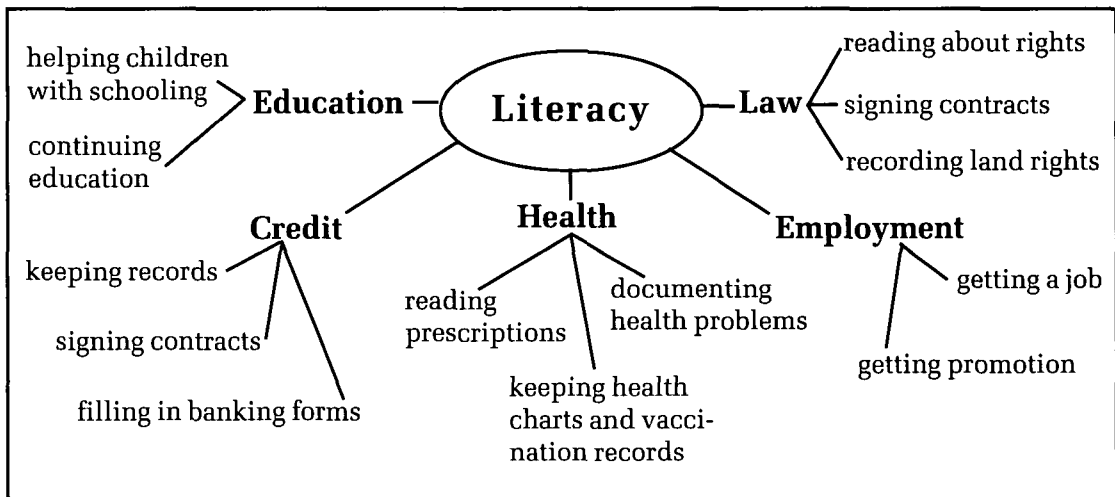 Literacy
Education
helping children
with schooling
continuing
education
Law
reading about rights
signing contracts
recording land rights
Credit
keeping records
signing contracts
filling in banking forms
Health
reading
prescriptions
keeping health
charts and vacci-
nation records
documenting
health problems
Employment
getting a job
getting promotion